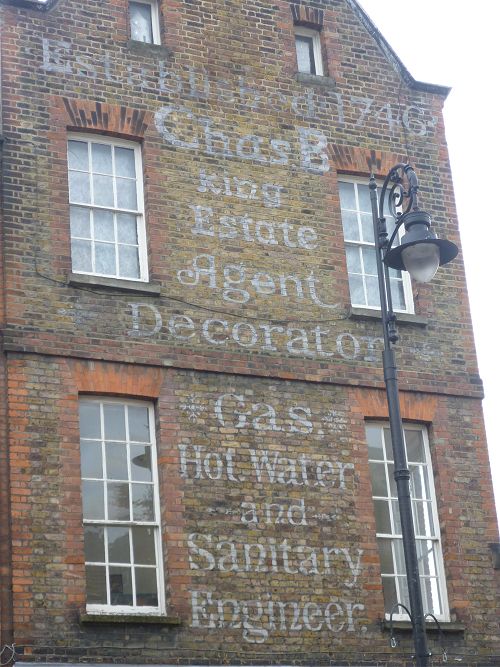 Established 1746
Chas B
king
Estate
Agent
Decorator
Gas.
Hot Water
and
Sanitary
Engineer.